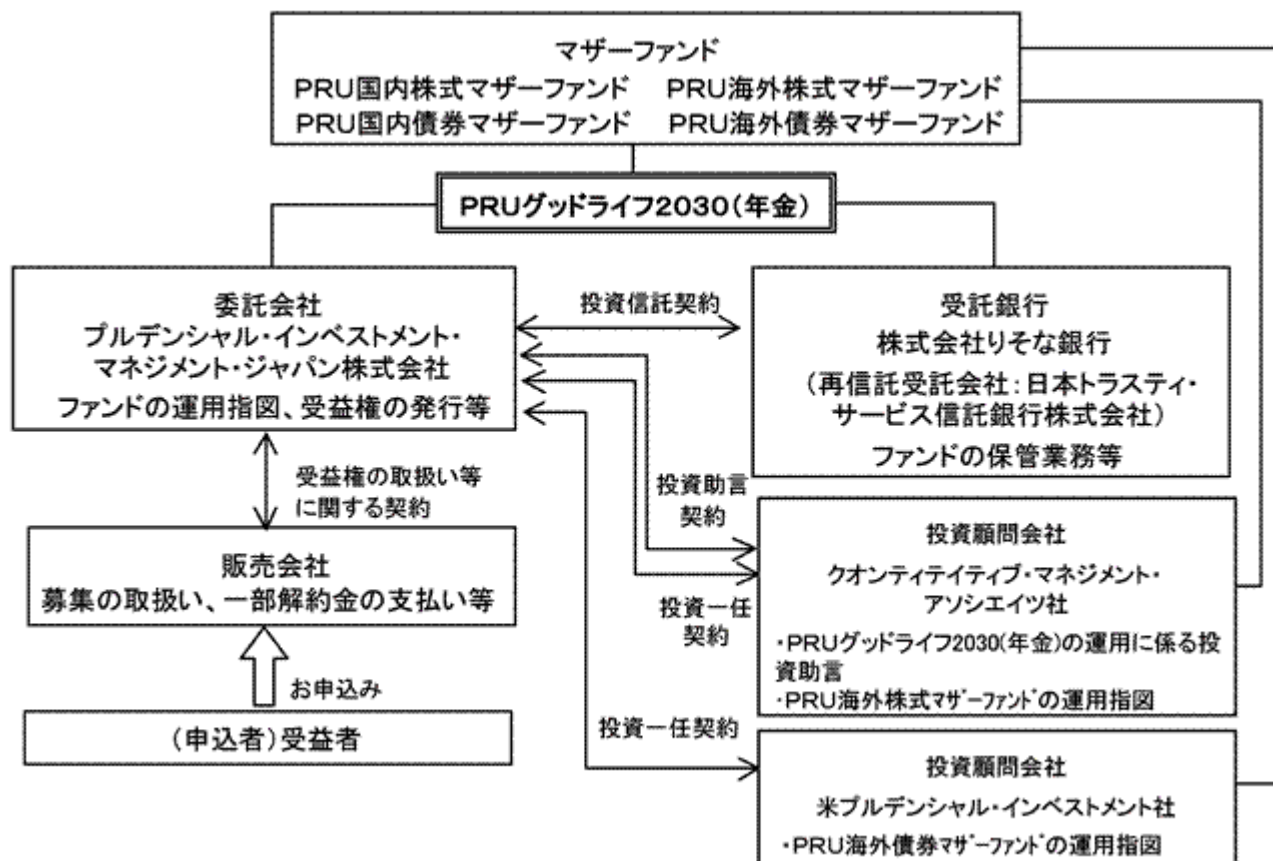 マザーファンド
PRU国内株式マザーファンド　PRU海外株式マザーファンド
PRU国内債券マザーファンド　PRU海外債券マザーファンド
PRUグッドライフ2030(年金)
委託会社
プルデンシャル・インベストメント・
マネジメント・ジャパン株式会社
ファンドの運用指図、受益権の発行等
投資信託契約
受託銀行
株式会社りそな銀行
(再信託受託会社：日本トラスティ・
サービス信託銀行株式会社)
ファンドの保管業務等
受益権の取扱い等
に関する契約
販売会社
募集の取扱い、一部解約金の支払い等
お申込み
(申込者)受益者
投資助言
契約
投資一任
契約
投資顧問会社
クオンティテイティブ・マネジメント・
アソシエイツ社
・PRUグッドライフ2030(年金)の運用に係る投
資助言
・PRU海外株式ﾏｻﾞｰﾌｧﾝﾄﾞの運用指図
投資一任契約
投資顧問会社
米プルデンシャル・インベストメント社
・PRU海外債券ﾏｻﾞｰﾌｧﾝﾄﾞの運用指図